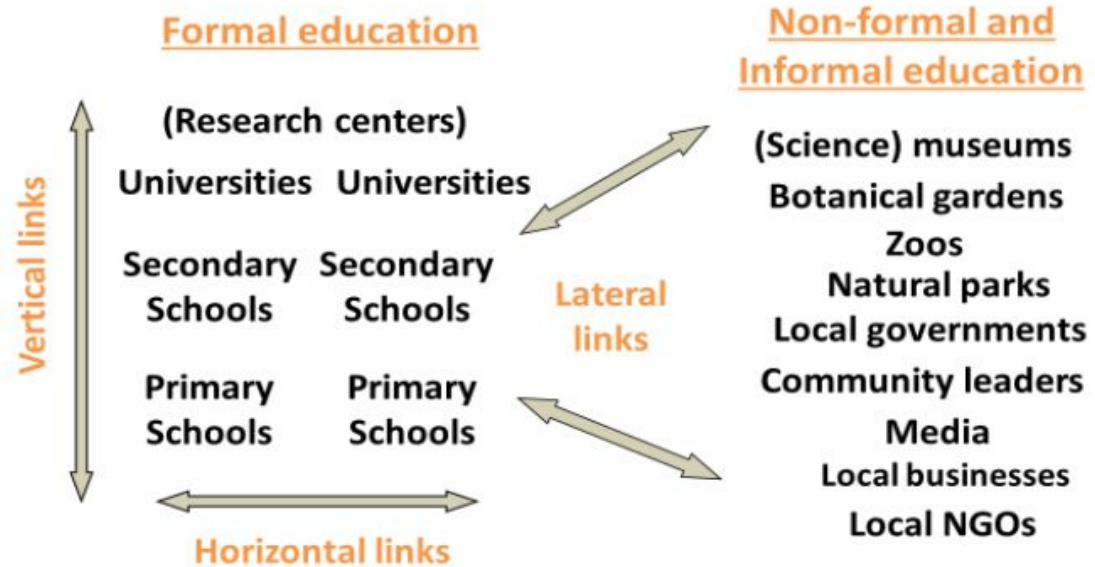 Formal education
Vertical links
(Research centers)
Universities Universities
Secondary Secondary
Schools Schools
Primary Primary
Schools Schools
Horizontal links
Lateral
links
Non-formal and
Informal education
(Science) museums
Botanical gardens
Zoos
Natural parks
Local governments
Community leaders
Media
Local businesses
Local NGOs